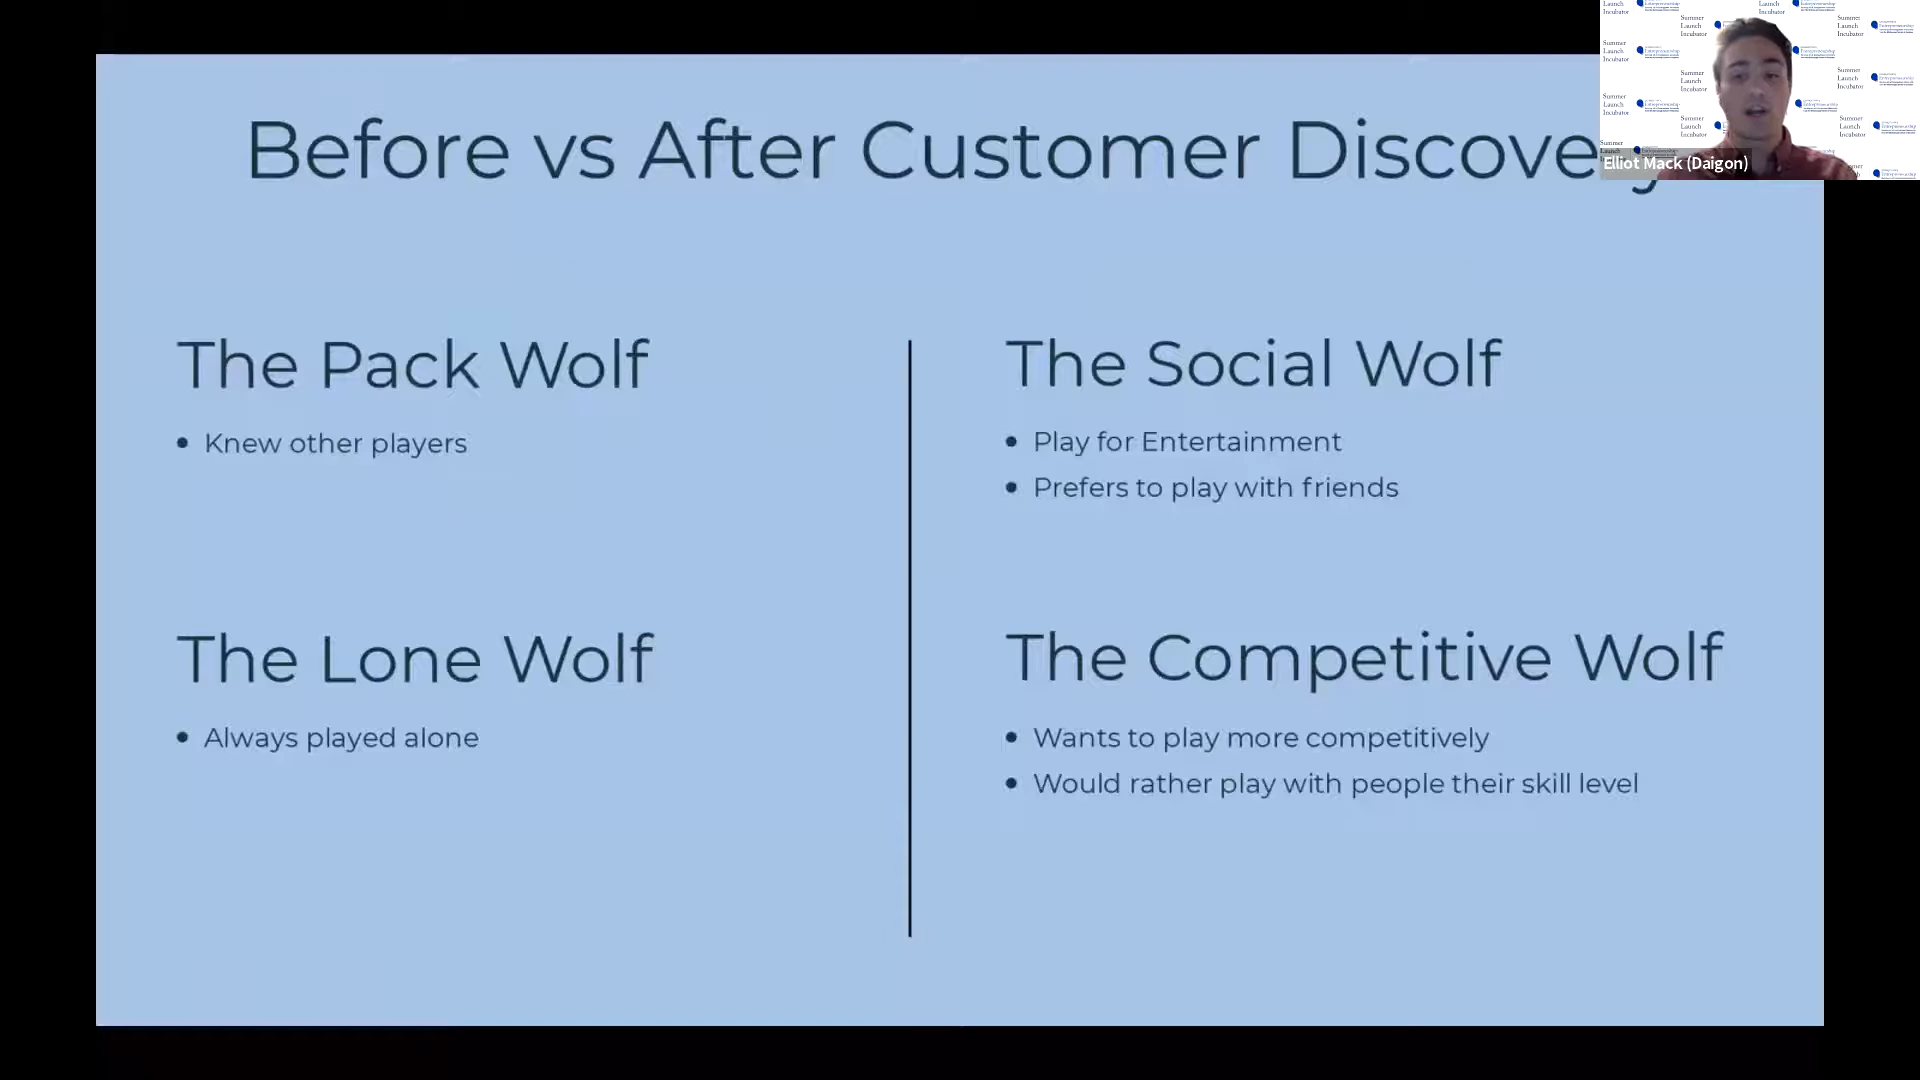 Before vs After Customer Discovery
The Pack Wolf
Knew other players
The Lone Wolf
Always played alone
The Social Wolf
Play for Entertainment
Prefers to play with friends
The Competitive Wolf
Wants to play more competitively
Would rather play with people their skill level
Summer
Launch
Incubator
Entrepreneurship
Elliot Mack (Daigon)